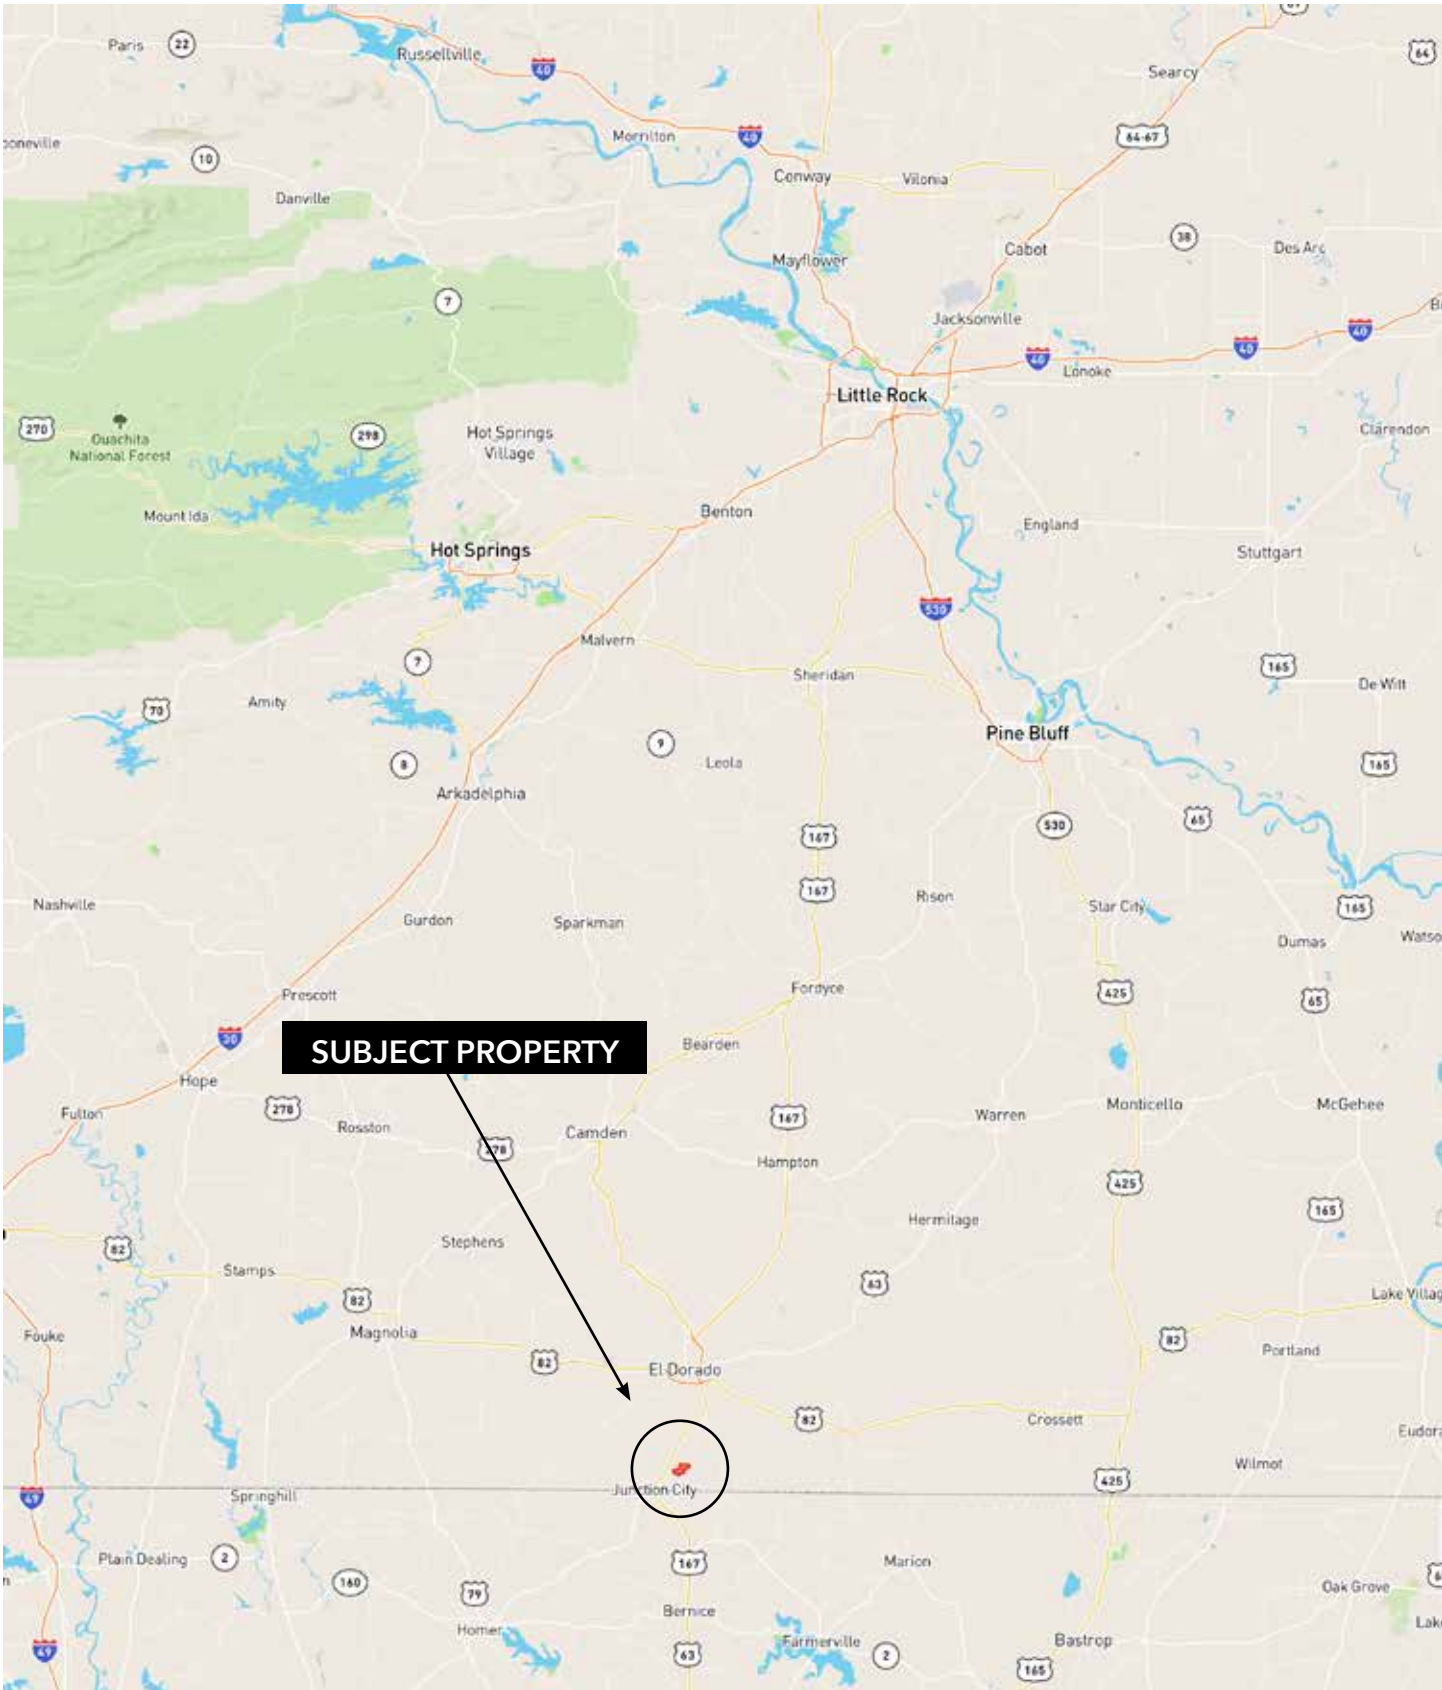 Paris
22
Russellville
40
64
Searcy
64-67
ooneville
10
Morrilton
40
Danville
Conway
Vilonia
Mayflower
Cabot
38
Des Arc
7
Jacksonville
40
40
40
Lonoke
Little Rock
270
Ouachita
National Forest
298
Hot Springs
Village
Clarendon
Mount Ida
Benton
England
Hot Springs
Stuttgart
530
Malvern
7
Sheridan
165
70
Amity
De Witt
9
Leola
Pine Bluff
8
165
Arkadelphia
167
530
65
167
Nashville
Gurdon
Sparkman
Rison
Star City
165
Dumas
Watso
Prescott
Fordyce
425
65
30
SUBJECT PROPERTY
Bearden
Hope
278
Fulton
Rosston
Camden
167
Warren
Monticello
McGehee
278
Hampton
425
Stephens
Hermitage
165
82
Stamps
82
63
Lake Villag
Fouke
Magnolia
82
El Dorado
82
Portland
82
Crossett
Eudora
Wilmot
49
Springhill
Junction City
425
Plain Dealing
2
160
79
167
Marion
Oak Grove
Bernice
Homer
Farmerville
2
Bastrop
Lak
49
63
165